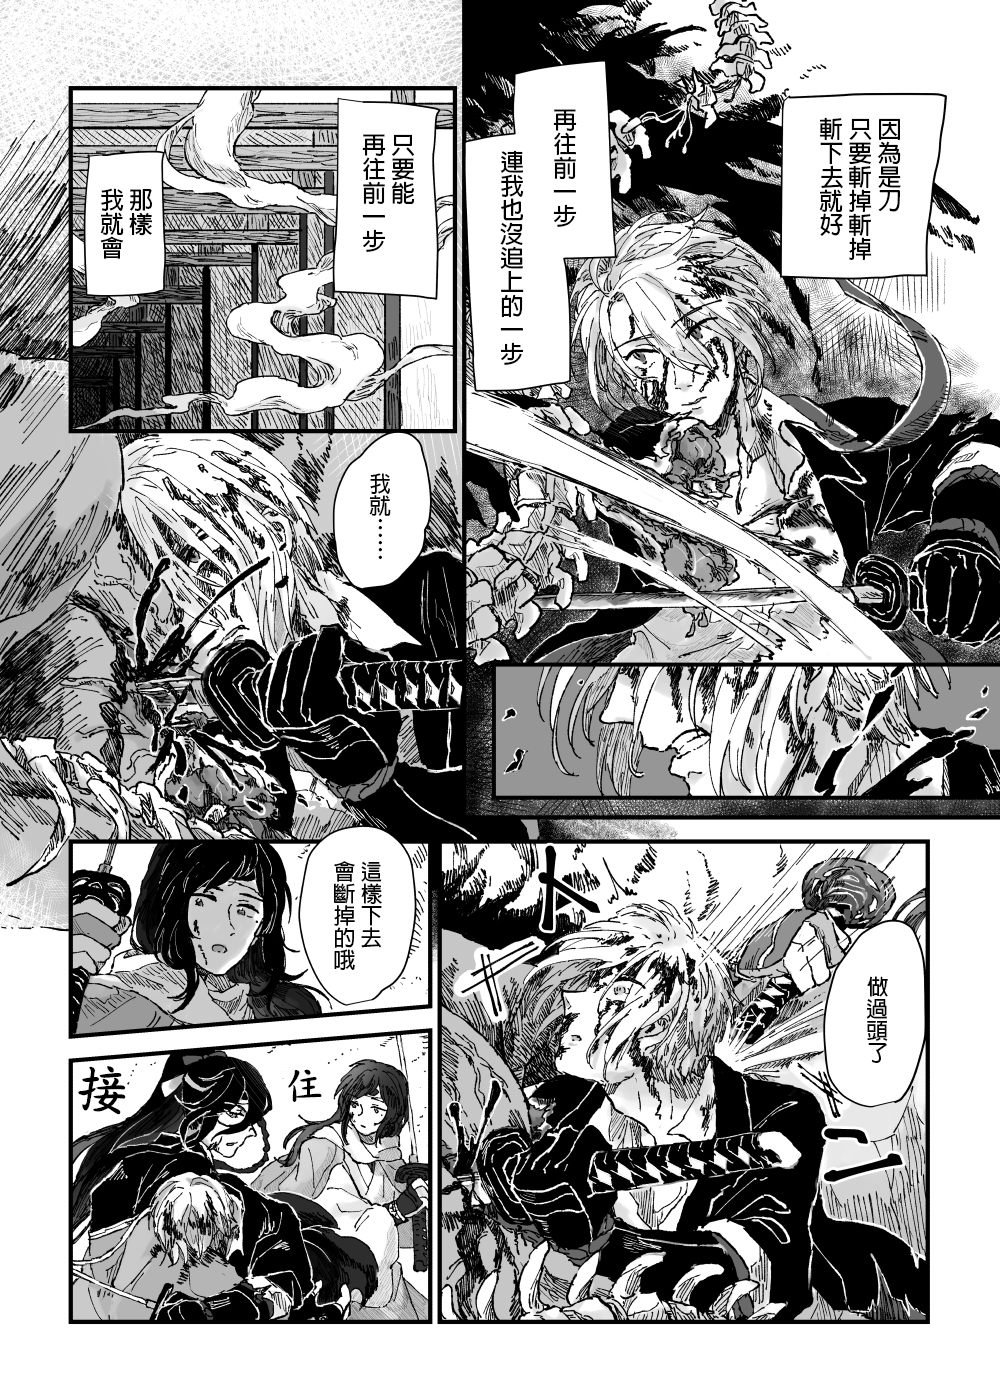 因為是刀
只要斬掉斬掉
斬下去就好
再往前一步
連我也沒追上的一步
只要能
再往前一步
那樣
我就會
我就……
做過頭了
トン
這樣下去
會斷掉的哦
接住